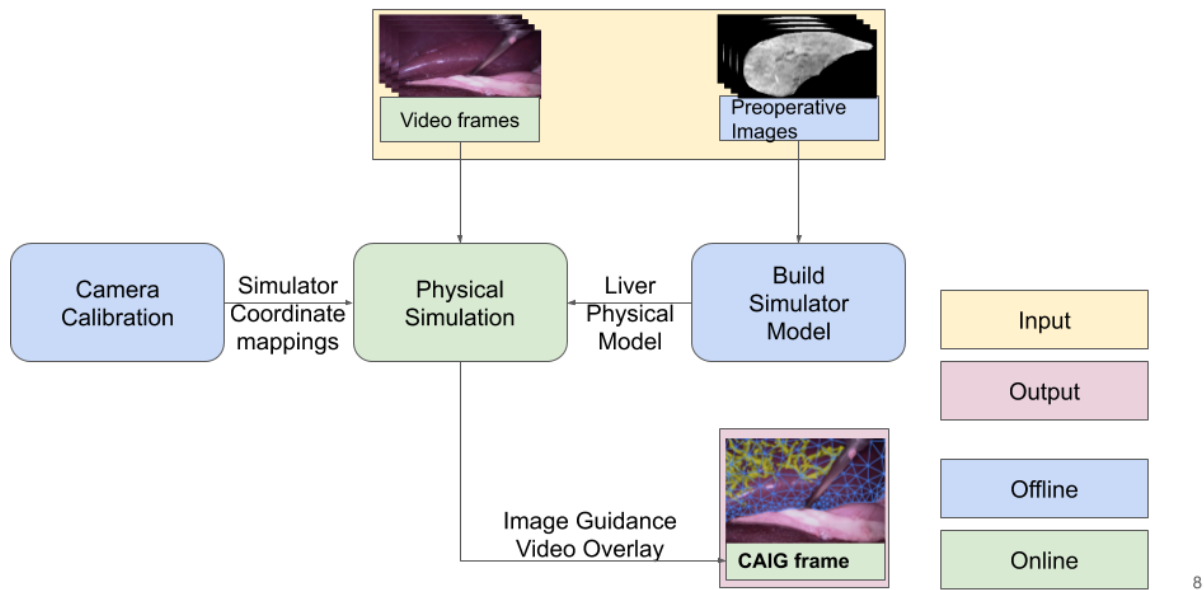 Video frames
Preoperative
Images
Camera
Calibration
Simulator
Coordinate
mappings
Physical
Simulation
Liver
Physical
Model
Build
Simulator
Model
Input
Output
Offline
Online
Image Guidance
Video Overlay
CAIG frame
8